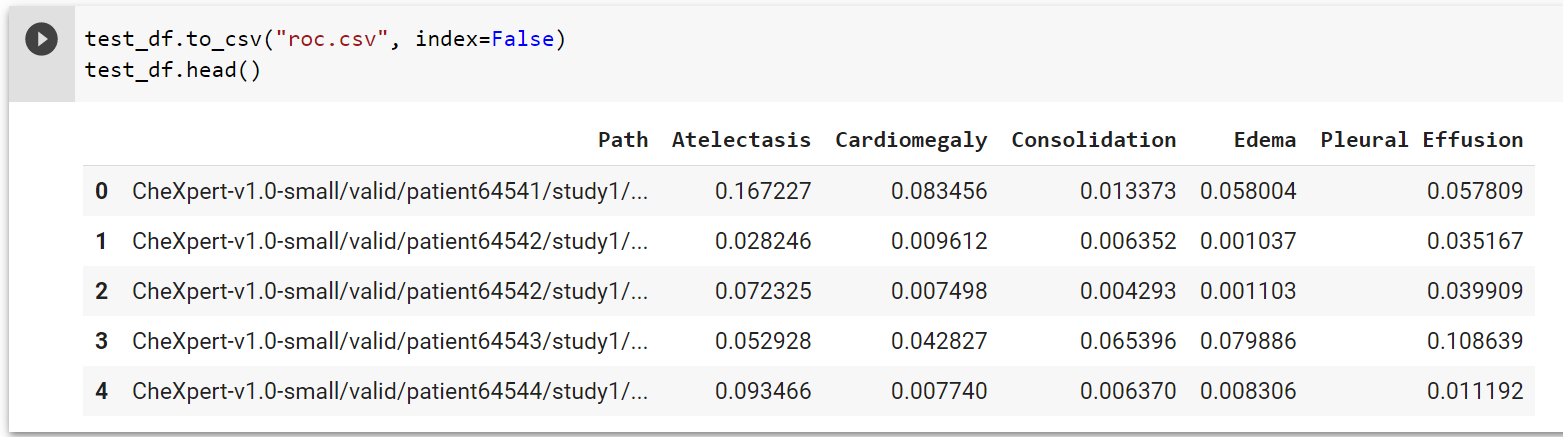 test_df.to_csv("roc.csv", index=False)
test_df.head()
Path Atelectasis Cardiomegaly Consolidation Edema Pleural Effusion
0 CheXpert-v1.0-small/valid/patient64541/study1/... 0.167227 0.083456 0.013373 0.058004 0.057809
1 CheXpert-v1.0-small/valid/patient64542/study1/... 0.028246 0.009612 0.006352 0.001037 0.035167
2 CheXpert-v1.0-small/valid/patient64542/study1/... 0.072325 0.007498 0.004293 0.001103 0.039909
3 CheXpert-v1.0-small/valid/patient64543/study1/... 0.052928 0.042827 0.065396 0.079886 0.108639
4 CheXpert-v1.0-small/valid/patient64544/study1/... 0.093466 0.007740 0.006370 0.008306 0.011192